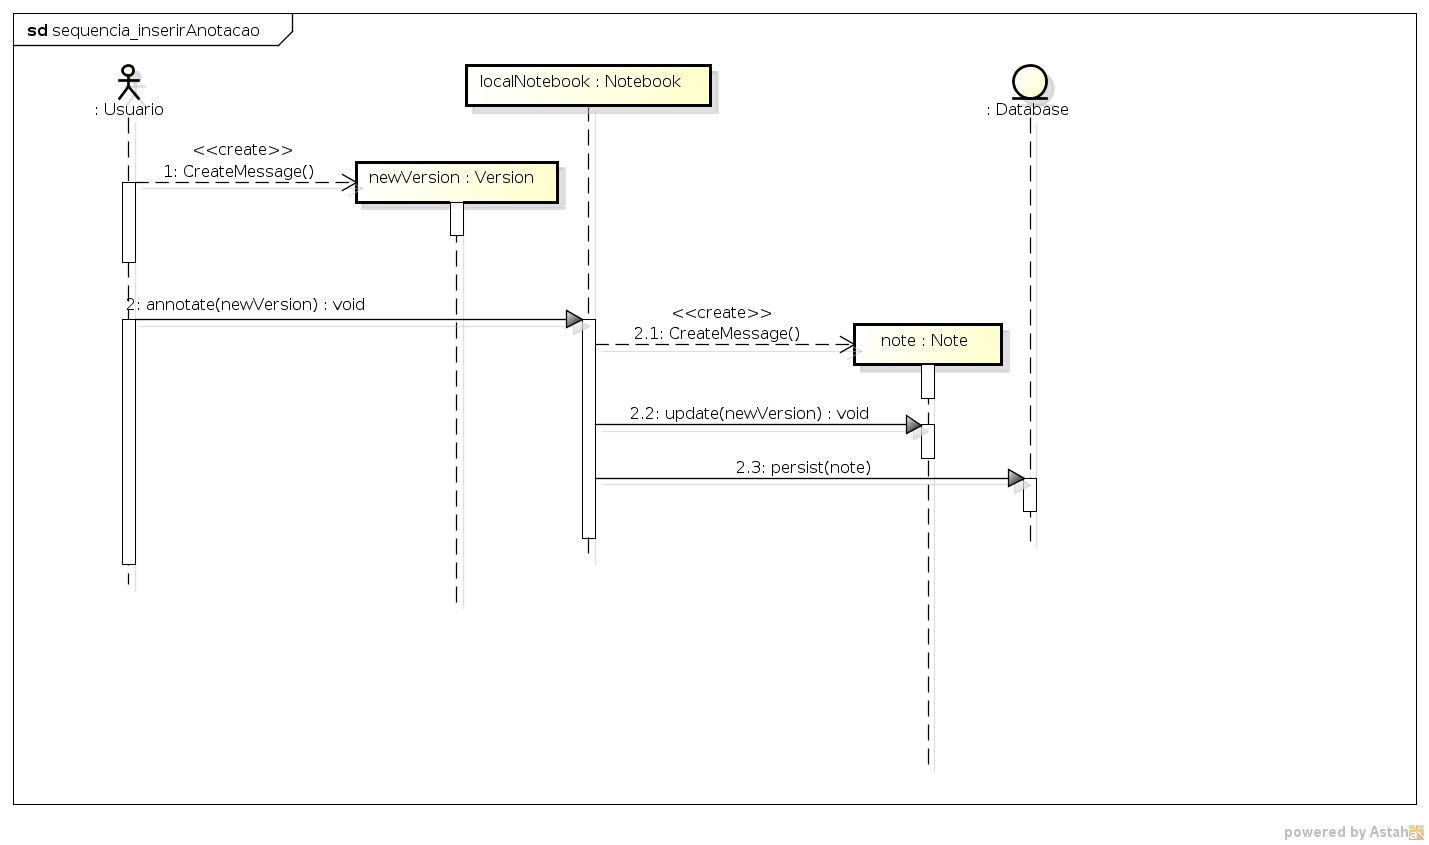 sd sequencia_inserirAnotacao
: Usuario
localNotebook : Notebook
: Database
<<create>>
1: CreateMessage()
newVersion : Version
2: annotate(newVersion) : void
<<create>>
2.1: CreateMessage()
note : Note
2.2: update(newVersion) : void
2.3: persist(note)
powered by Astah